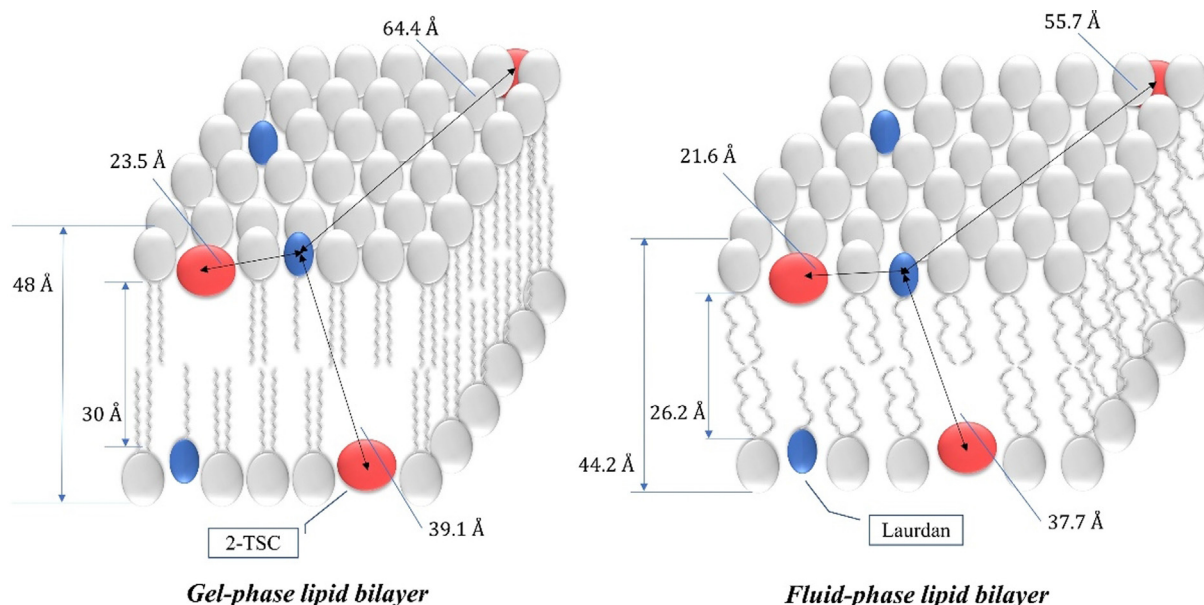 64.4 Å
23.5 Å
48 Å
30 Å
39.1 Å
2-TSC
Gel-phase lipid bilayer
55.7 Å
21.6 Å
26.2 Å
44.2 Å
37.7 Å
Laurdan
Fluid-phase lipid bilayer